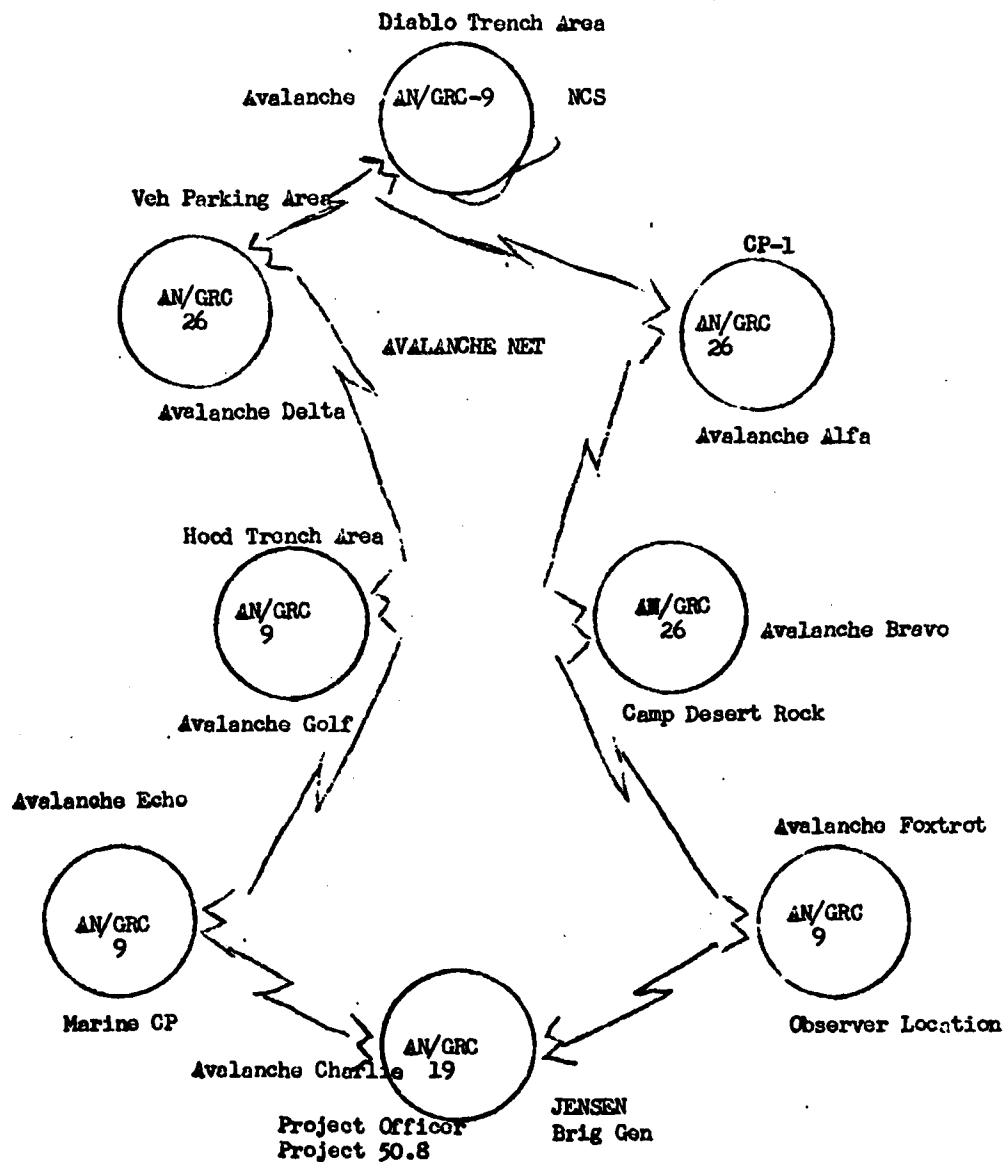 Diablo Trench Area
Avalanche
AN/GRC-9
NCS
Veh Parking Area
AN/GRC
26
Avalanche Delta
CP-1
AN/GRC
26
Avalanche Alfa
AVALANCHE NET
Hood Trench Area
AN/GRC
9
Avalanche Golf
AN/GRC
26
Avalanche Bravo
Camp Desert Rock
Avalanche Echo
AN/GRC
9
Marine CP
Avalanche Foxtrot
AN/GRC
9
Observer Location
AN/GRC
19
Avalanche Charlie
Project Officer
Project 50.8
JENSEN
Brig Gen